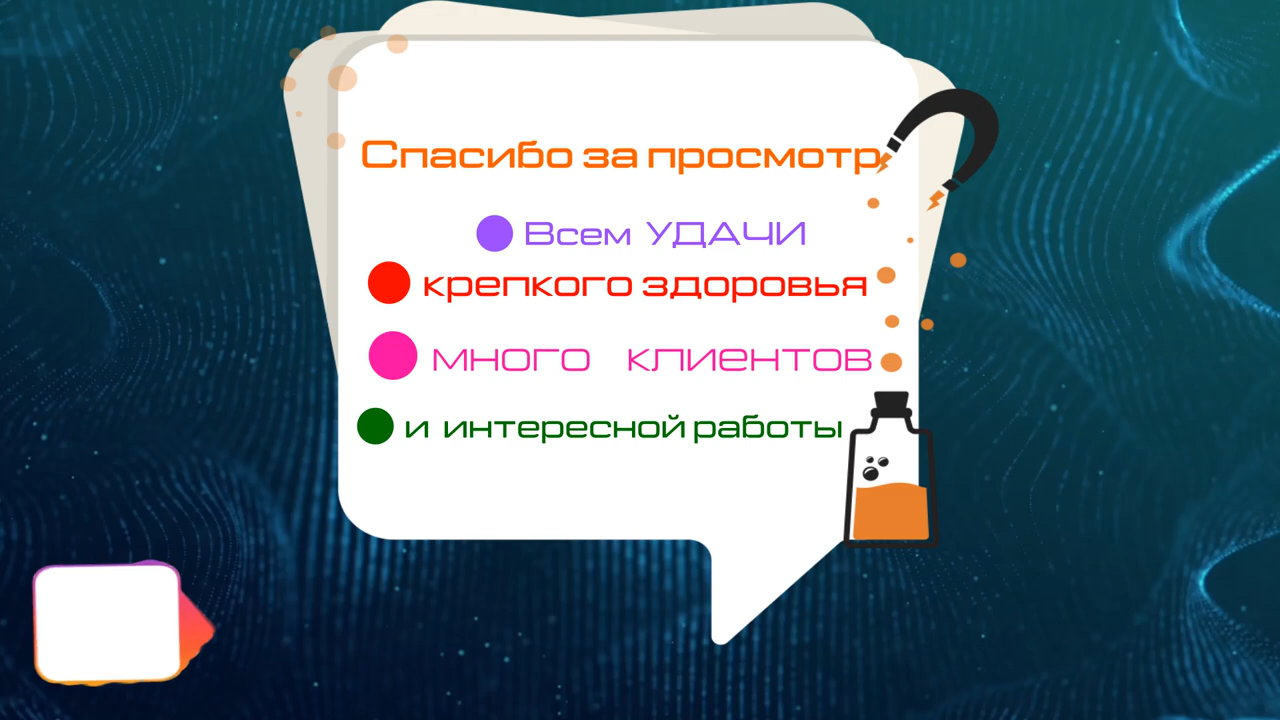 Спасибо за просмотр
Всем УДАЧИ
крепкого здоровья
много клиентов
и интересной работы